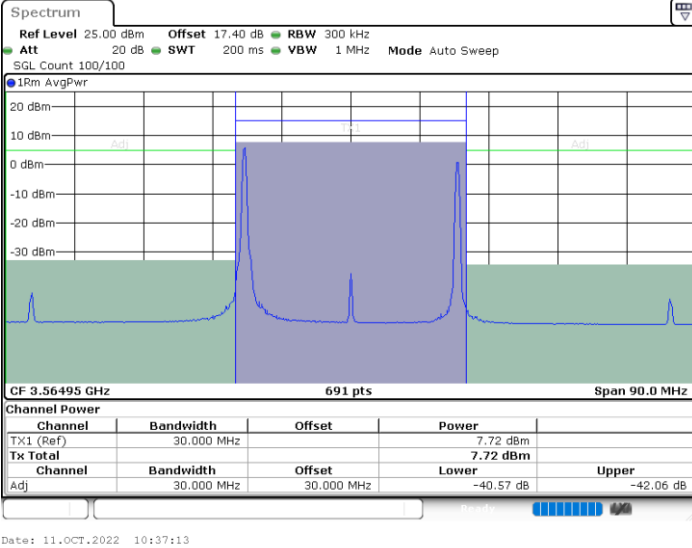 Spectrum
Ref Level 25.00 dBm Offset 17.40 dB RBW 300 kHz
Att 20 dB SWT 200 ms VBW 1 MHz Mode Auto Sweep
SGL Count 100/100
1Rm AvgPwr
20 dBm
TX1
10 dBm
Adj Adj
0 dBm
-10 dBm
-20 dBm
-30 dBm
CF 3.56495 GHz 691 pts Span 90.0 MHz
Channel Power
Channel Bandwidth Offset Power
TX1 (Ref) 30.000 MHz 7.72 dBm
Tx Total 7.72 dBm
Channel Bandwidth Offset Lower Upper
Adj 30.000 MHz 30.000 MHz -40.57 dB -42.06 dB
Ready
Date: 11.OCT.2022 10:37:13